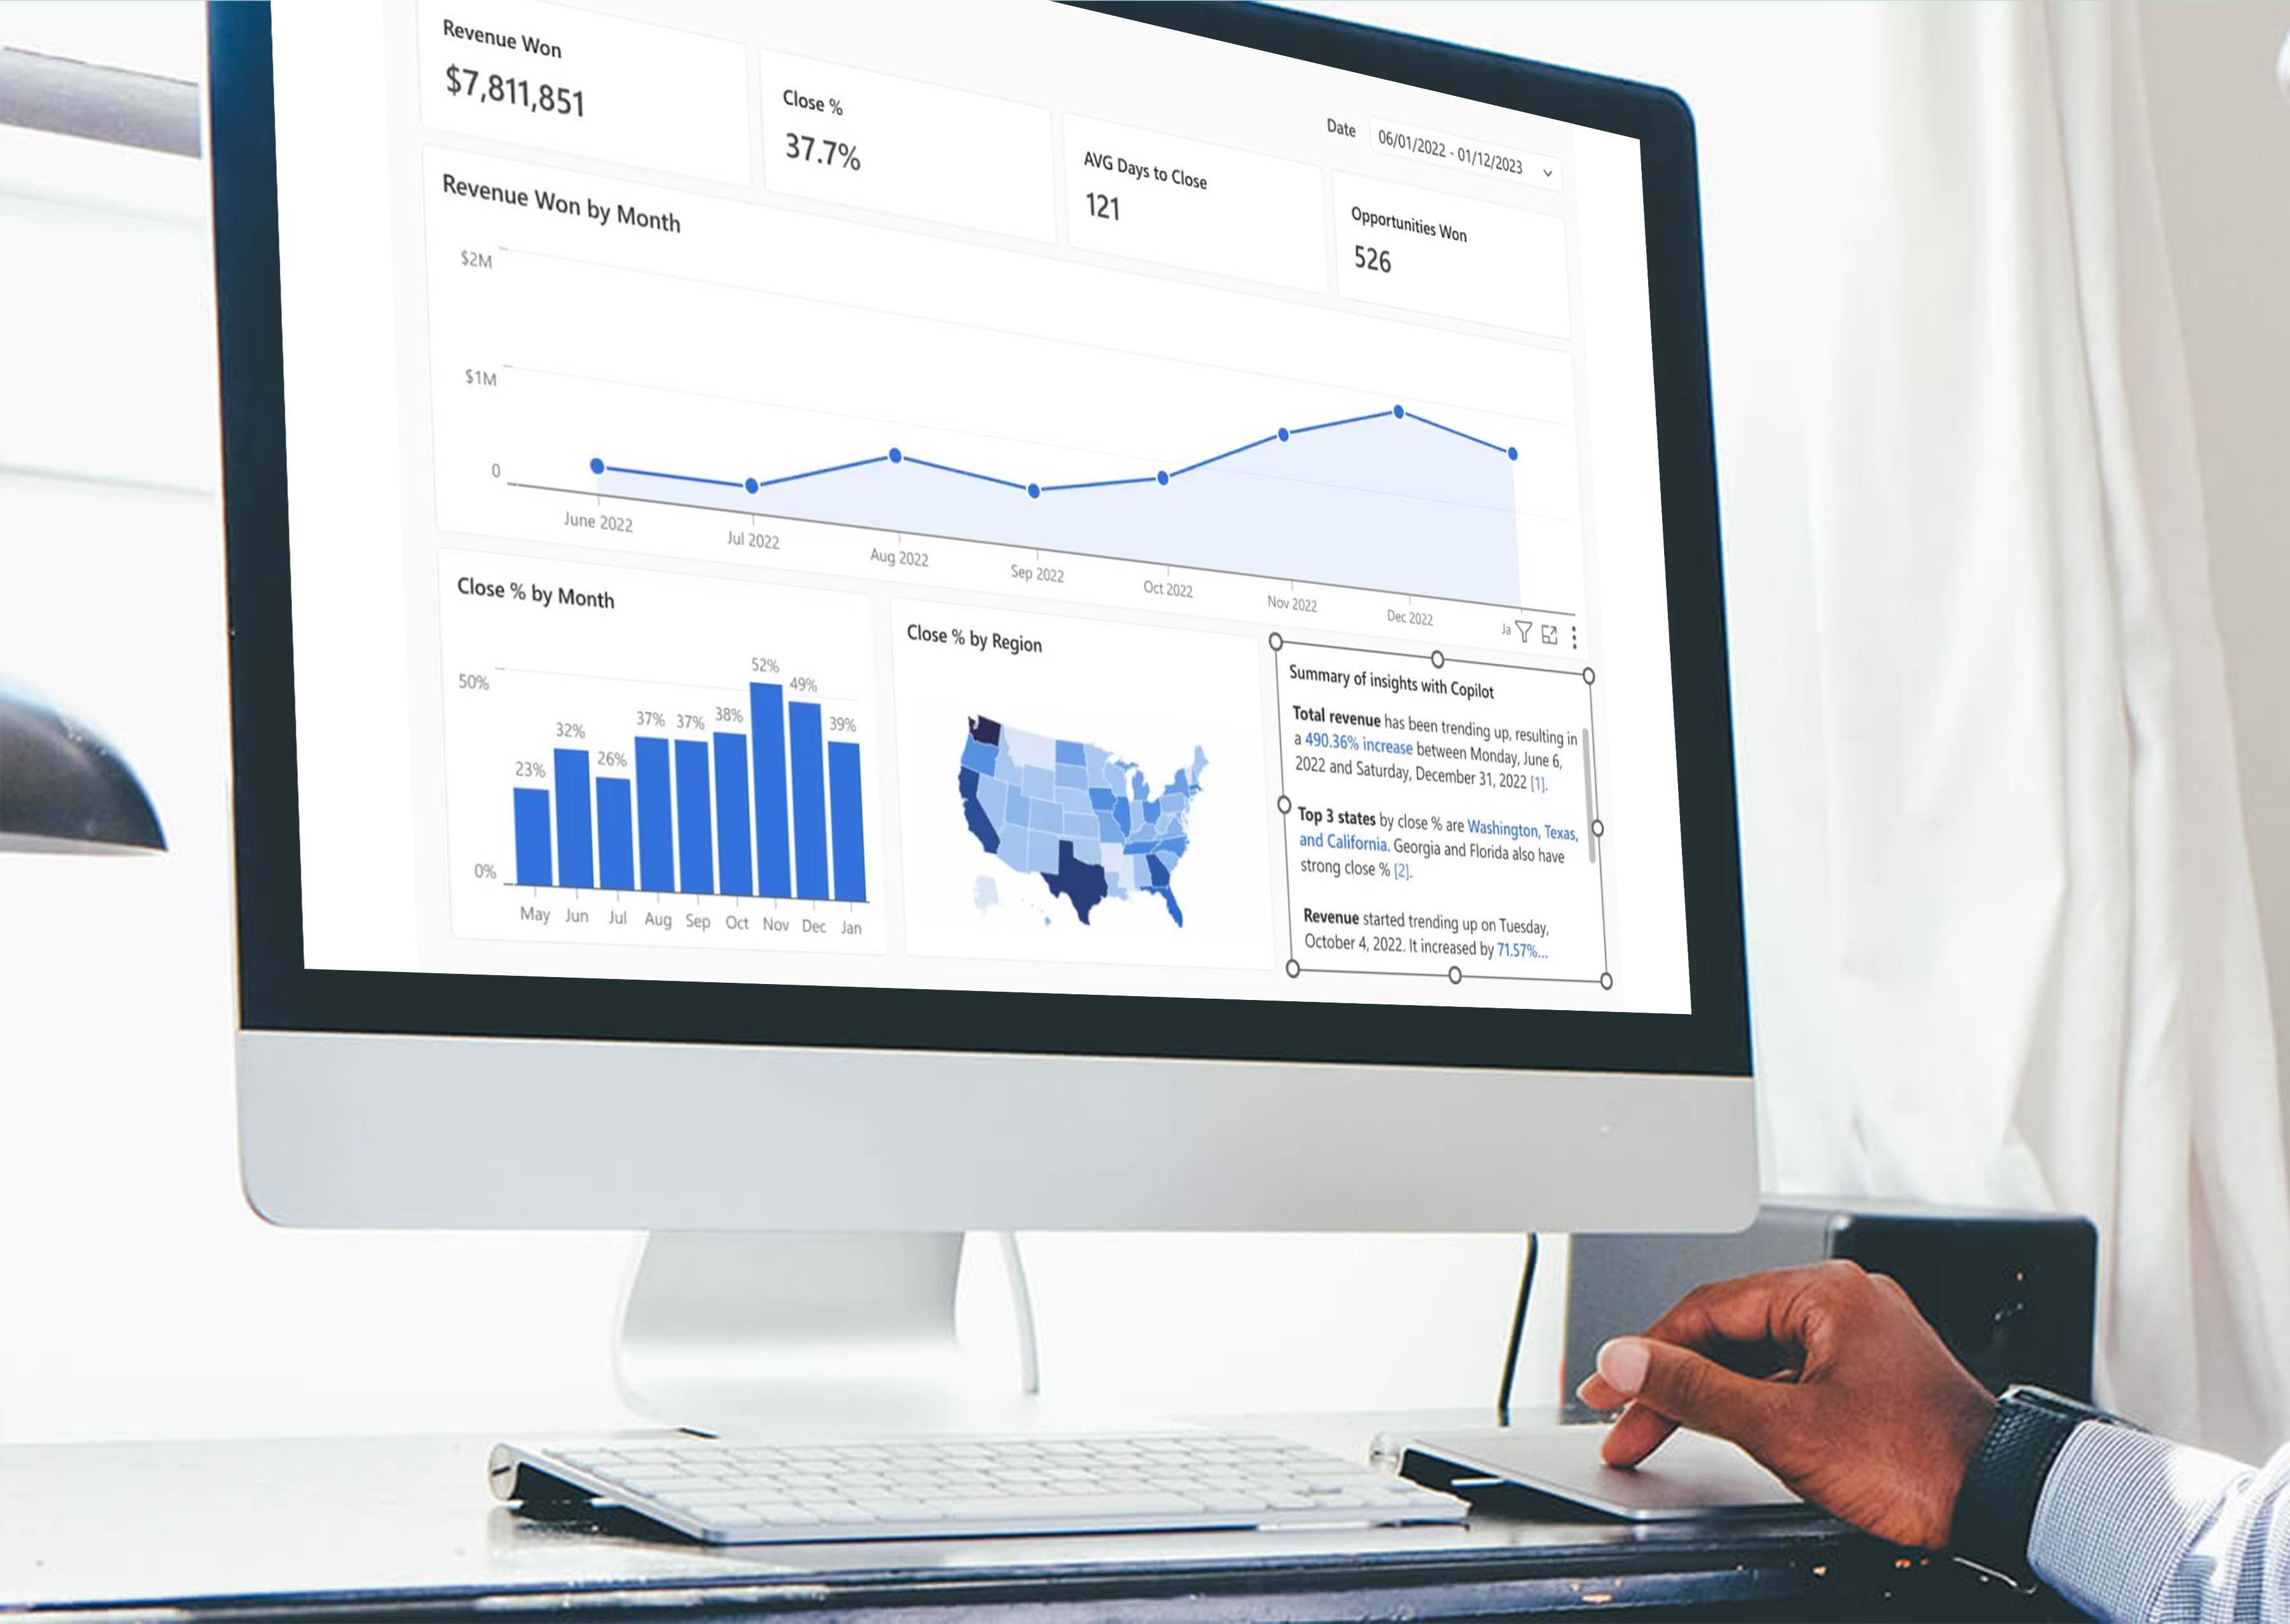 Revenue Won
$7,811,851
Close %
37.7%
AVG Days to Close
121
Date
06/01/2022 - 01/12/2023
Opportunities Won
526
Revenue Won by Month
$2M
$1M
0
June 2022
Jul 2022
Aug 2022
Sep 2022
Oct 2022
Nov 2022
Dec 2022
Ja
Close % by Month
50%
0%
23%
32%
26%
37%
37%
38%
52%
49%
39%
May
Jun
Jul
Aug
Sep
Oct
Nov
Dec
Jan
Close % by Region
Summary of insights with Copilot
Total revenue has been trending up, resulting in
a 490.36% increase between Monday, June 6,
2022 and Saturday, December 31, 2022 [1].
Top 3 states by close % are Washington, Texas,
and California. Georgia and Florida also have
strong close % [2].
Revenue started trending up on Tuesday,
October 4, 2022. It increased by 71.57%...